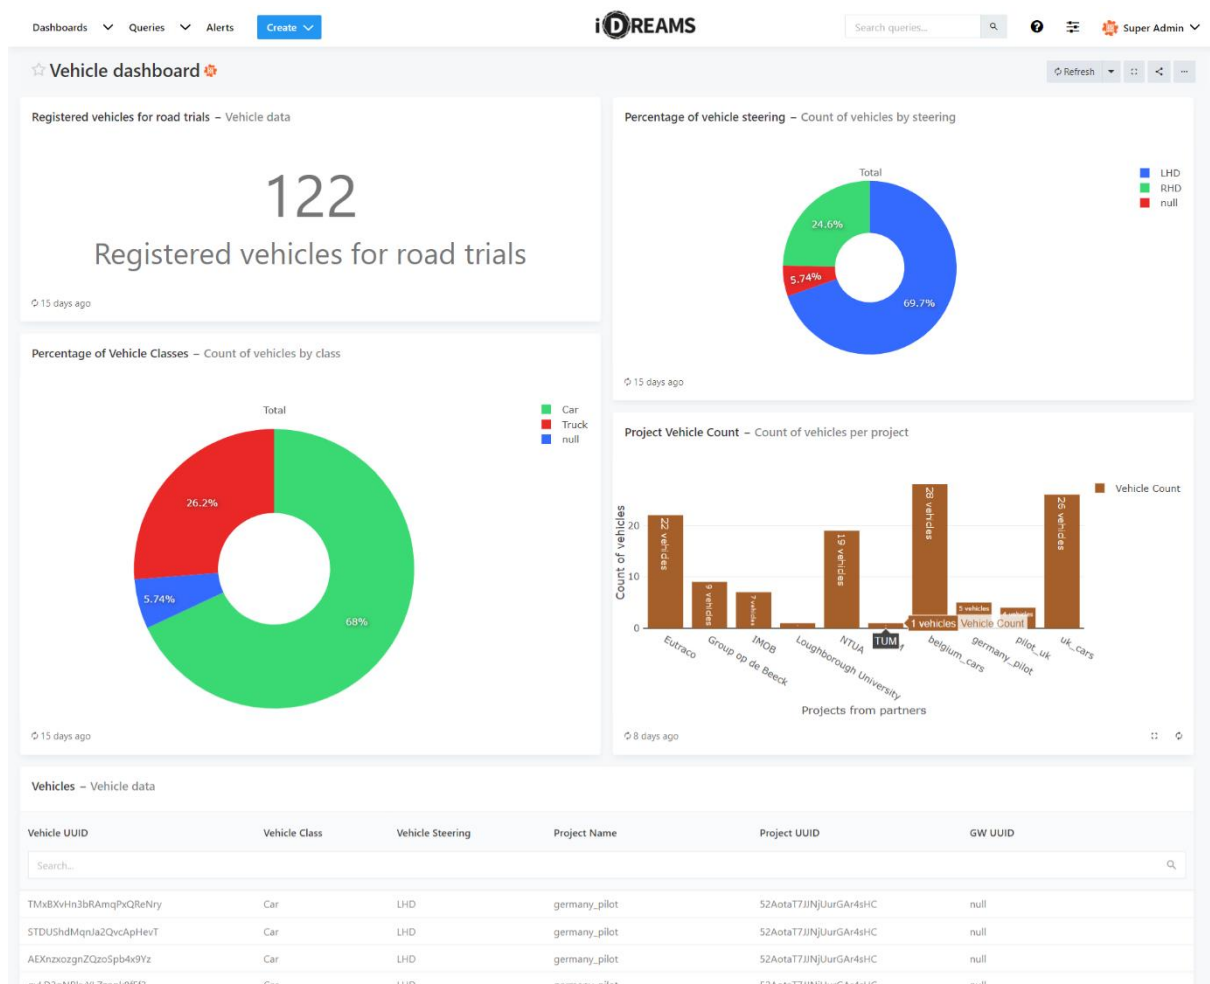 Dashboards Queries Alerts Create iDREAMS Search queries... Super Admin
Vehicle dashboard
Refresh
Registered vehicles for road trials – Vehicle data
122
Registered vehicles for road trials
15 days ago
Percentage of vehicle steering – Count of vehicles by steering
Total
LHD
RHD
null
24.6%
5.74%
69.7%
15 days ago
Percentage of Vehicle Classes – Count of vehicles by class
Total
Car
Truck
null
26.2%
5.74%
68%
15 days ago
Project Vehicle Count – Count of vehicles per project
Vehicle Count
Count of vehicles
20
10
0
22 vehicles
9 vehicles
7 vehicles
19 vehicles
28 vehicles
5 vehicles
26 vehicles
1 vehicles Vehicle Count
TUM
Eutraco
Group op de Beeck
IMOB
Loughborough University
NTUA
belgium_cars
germany_pilot
pilot_uk
uk_cars
Projects from partners
8 days ago
Vehicles – Vehicle data
Vehicle UUID Vehicle Class Vehicle Steering Project Name Project UUID GW UUID
Search...
TMxBXvHn3bRAmqPxQReNry Car LHD germany_pilot 52AotaT7JJNjUurGAr4sHC null
STDUShdMqnJa2QvcApHevT Car LHD germany_pilot 52AotaT7JJNjUurGAr4sHC null
AEXnzxozgnZQzoSpb4x9Yz Car LHD germany_pilot 52AotaT7JJNjUurGAr4sHC null